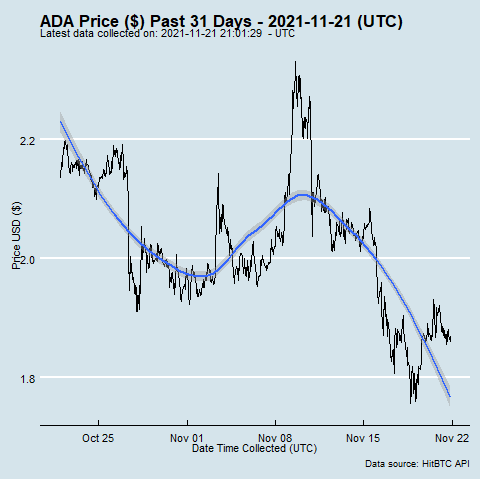 ADA Price ($) Past 31 Days - 2021-11-21 (UTC)
Latest data collected on: 2021-11-21 21:01:29 - UTC
Price USD ($)
2.2
2.0
1.8
Oct 25 Nov 01 Nov 08 Nov 15 Nov 22
Date Time Collected (UTC)
Data source: HitBTC API